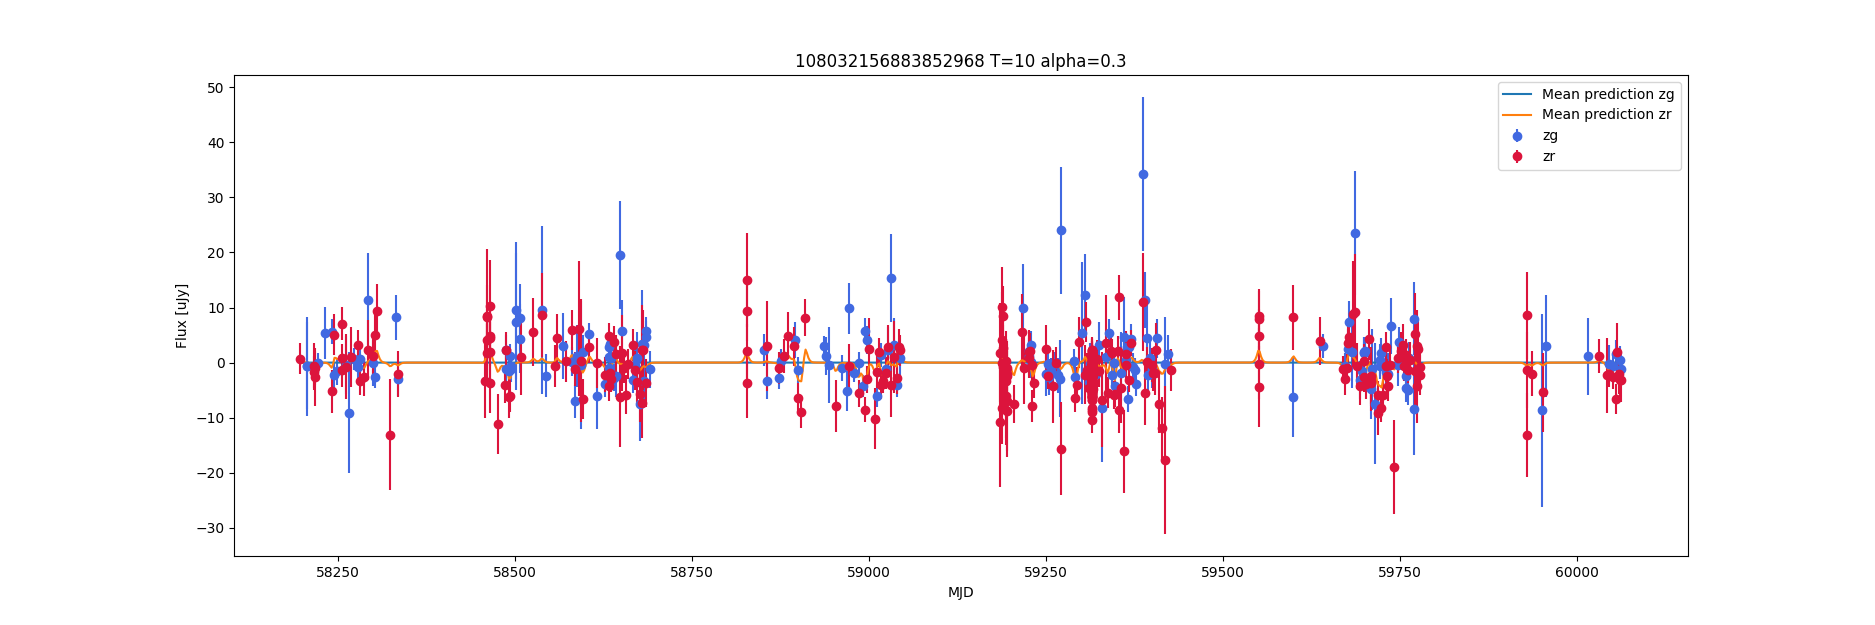 108032156883852968 T=10 alpha=0.3
Flux [uJy]
50
40
30
20
10
0
−10
−20
−30
58250
58500
58750
59000
59250
59500
59750
60000
MJD
Mean prediction zg
Mean prediction zr
zg
zr